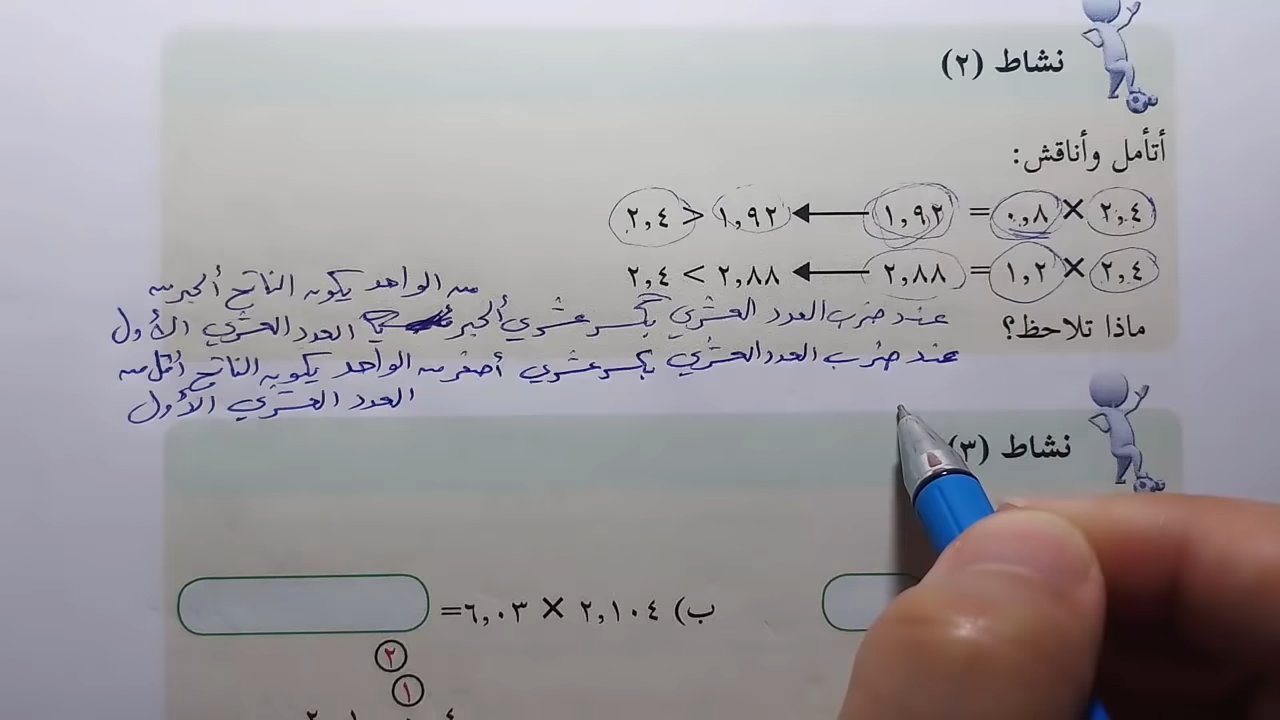 نشاط (٢)
أتأمل وأناقش:
٢,٤ × ٠,٨ = ١,٩٢ ← ١,٩٢ < ٢,٤
٢,٤ × ١,٢ = ٢,٨٨ ← ٢,٨٨ > ٢,٤
ماذا تلاحظ؟
من الواحد يكون الناتج أكبر من
عند ضرب العدد العشري بكسر عشري أكبر العدد العشري الأول
عند ضرب العدد العشري بكسر عشري أصغر من الواحد يكون الناتج أقل من
العدد العشري الأول
نشاط (٣)
ب) ٢,١٠٤ × ٦,٠٣ =
٢
١